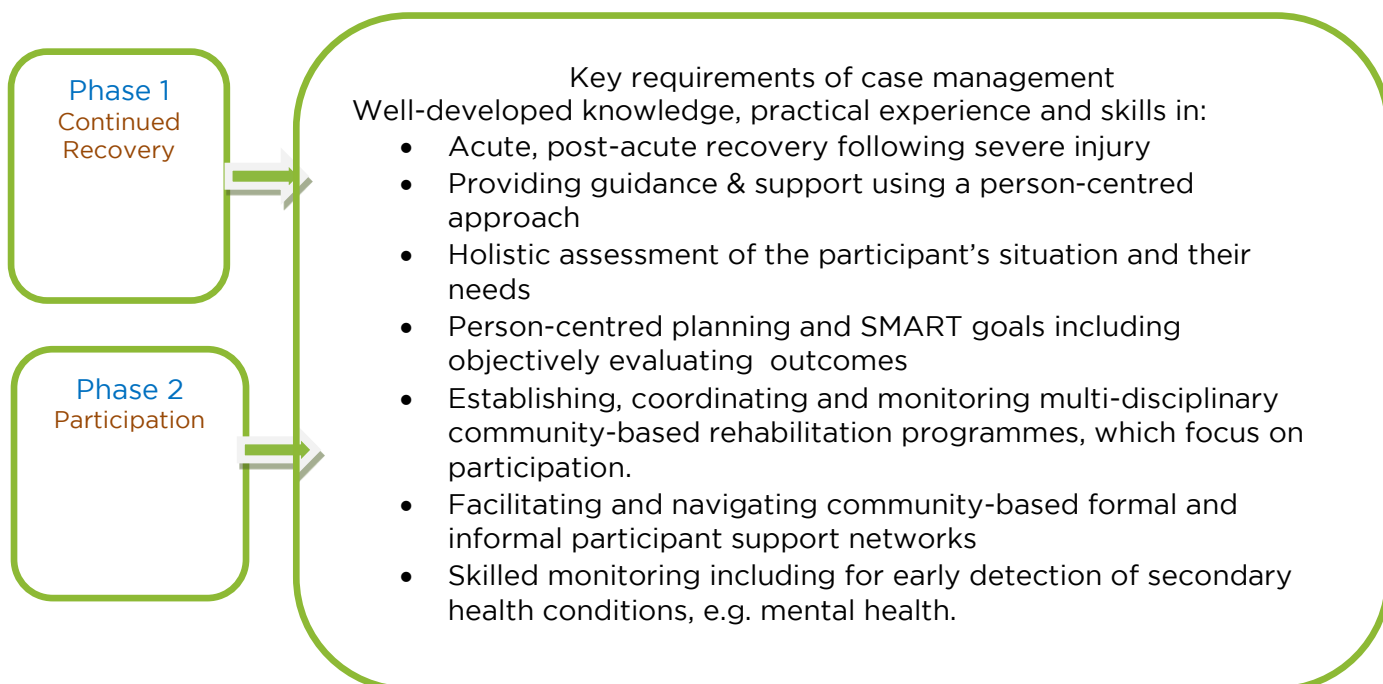 Phase 1
Continued
Recovery
Phase 2
Participation
Key requirements of case management
Well-developed knowledge, practical experience and skills in:
• Acute, post-acute recovery following severe injury
• Providing guidance & support using a person-centred
approach
• Holistic assessment of the participant’s situation and their
needs
• Person-centred planning and SMART goals including
objectively evaluating  outcomes
• Establishing, coordinating and monitoring multi-disciplinary
community-based rehabilitation programmes, which focus on
participation.
• Facilitating and navigating community-based formal and
informal participant support networks
• Skilled monitoring including for early detection of secondary
health conditions, e.g. mental health.